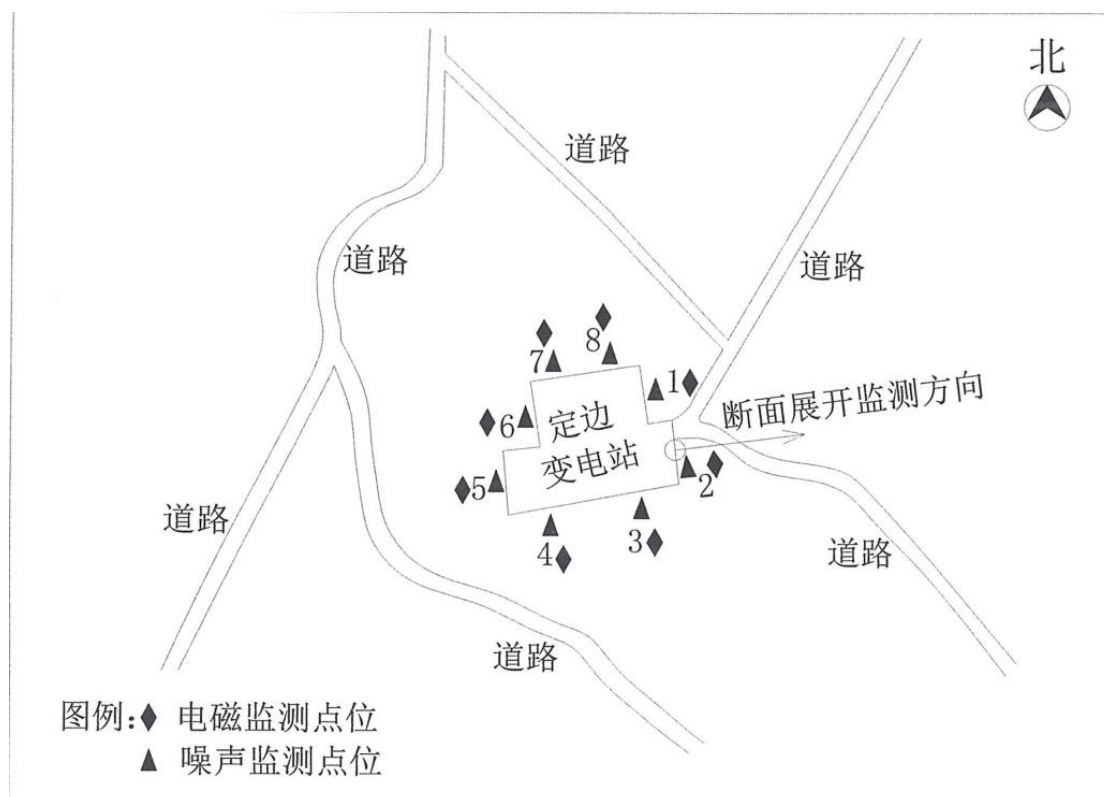 北
道路
道路
道路
8
7
1
断面展开监测方向
6
定边
变电站
5
2
道路
4
3
道路
道路
图例:◆ 电磁监测点位
▲ 噪声监测点位